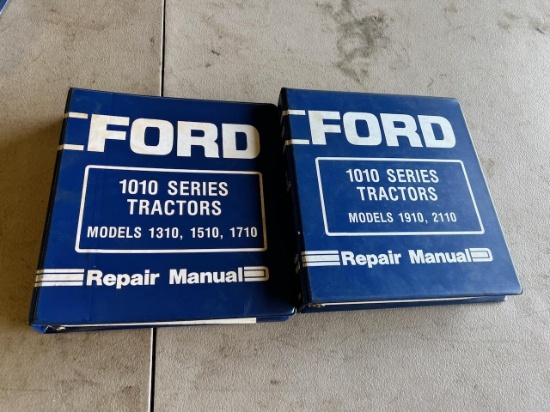 FORD
1010 SERIES
TRACTORS
MODELS 1310, 1510, 1710
Repair Manual
FORD
1010 SERIES
TRACTORS
MODELS 1910, 2110
Repair Manual